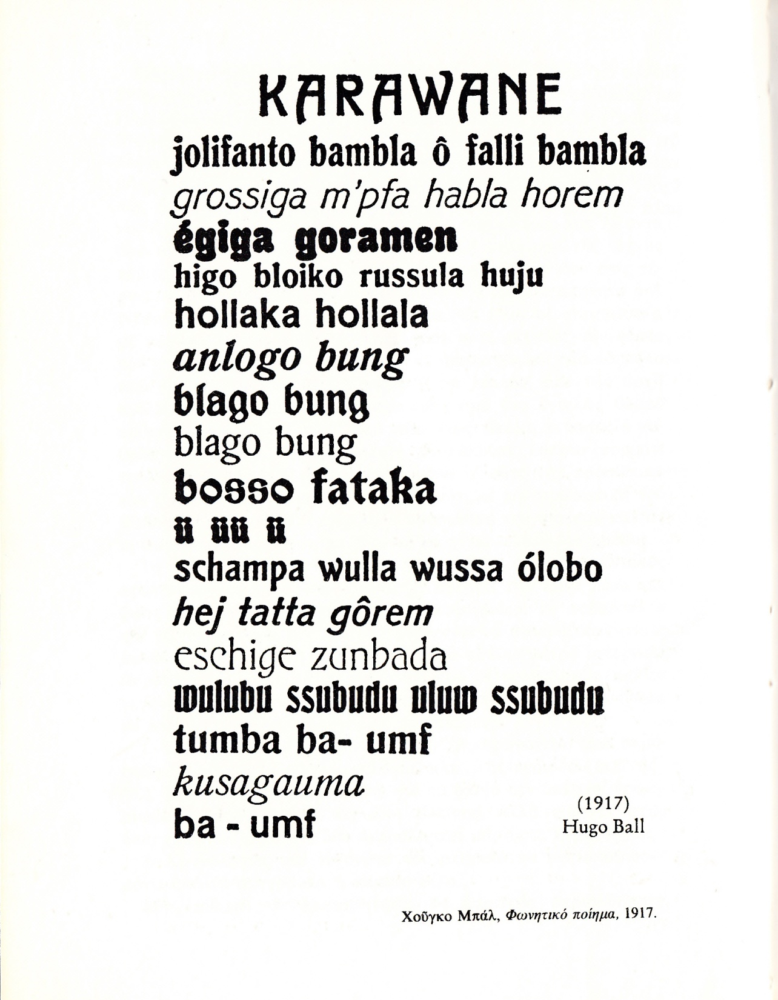 KARAWANE
jolifanto bambla ô falli bambla
grossiga m'pfa habla horem
égiga goramen
higo bloiko russula huju
hollaka hollala
anlogo bung
blago bung
blago bung
bosso fataka
ü üü ü
schampa wulla wussa ólobo
hej tatta gôrem
eschige zunbada
wulubu ssubudu uluw ssubudu
tumba ba- umf
kusagauma
ba - umf
(1917)
Hugo Ball
Χοῦγκο Μπάλ, Φωνητικό ποίημα, 1917.